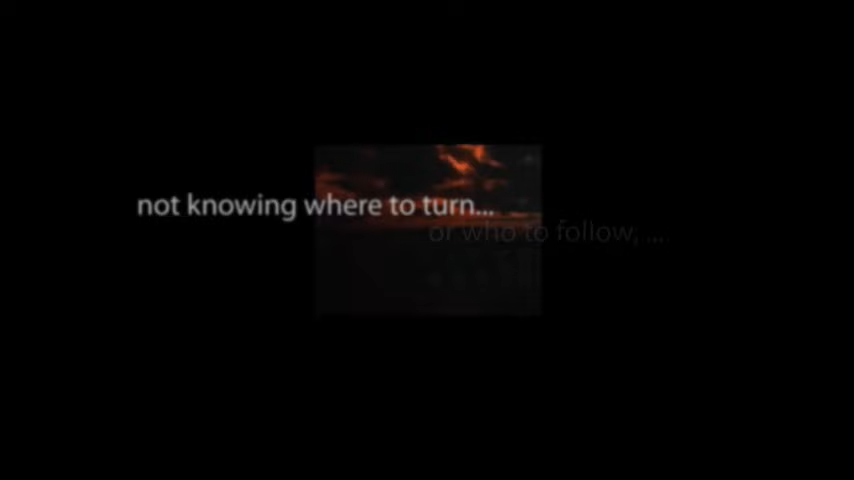 not knowing where to turn...
or who to follow, ....